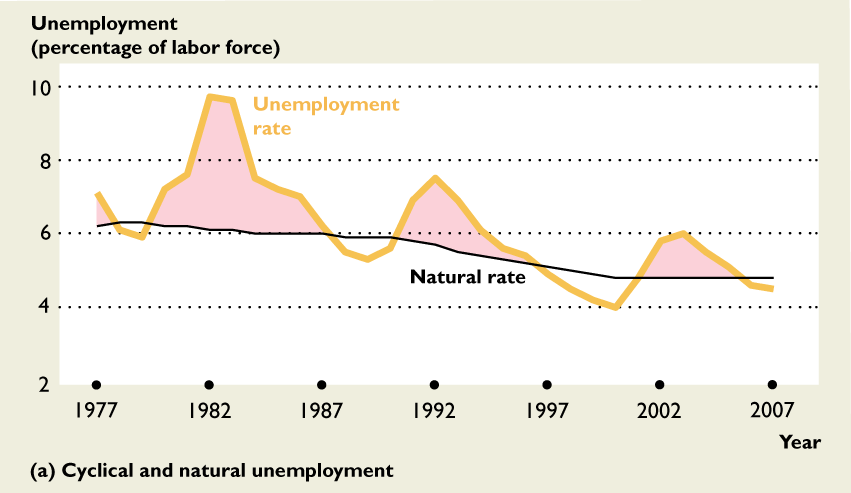 Unemployment
(percentage of labor force)
10
Unemployment
rate
8
6
Natural rate
4
2
1977 1982 1987 1992 1997 2002 2007
Year
(a) Cyclical and natural unemployment